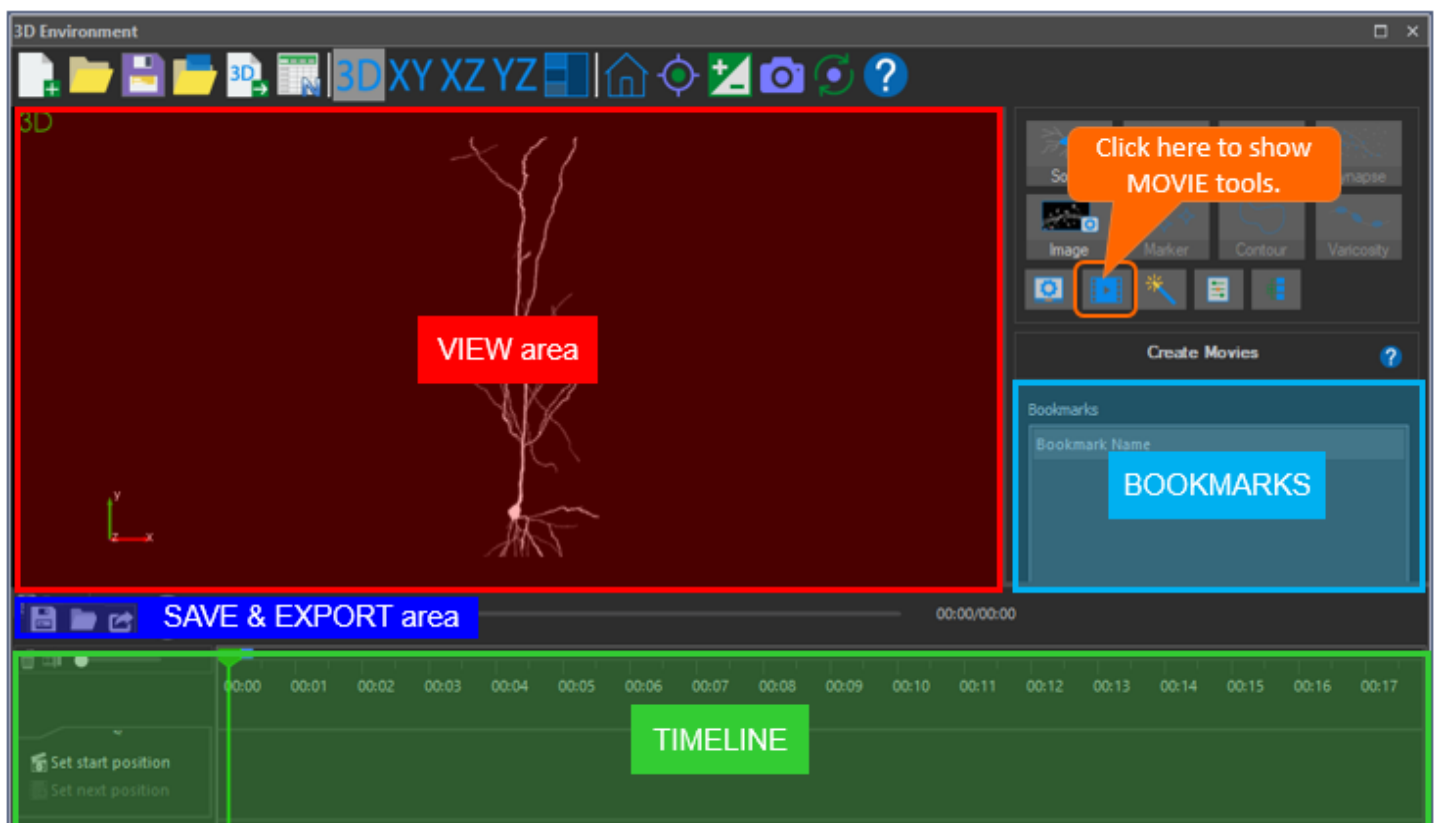 3D Environment
3D XY XZ YZ
3D
Click here to show
MOVIE tools.
Image Marker Contour Varicosity
VIEW area
Create Movies
Bookmarks
Bookmark Name
BOOKMARKS
y
z x
SAVE & EXPORT area
00:00/00:00
00:00 00:01 00:02 00:03 00:04 00:05 00:06 00:07 00:08 00:09 00:10 00:11 00:12 00:13 00:14 00:15 00:16 00:17
TIMELINE
Set start position
Set next position